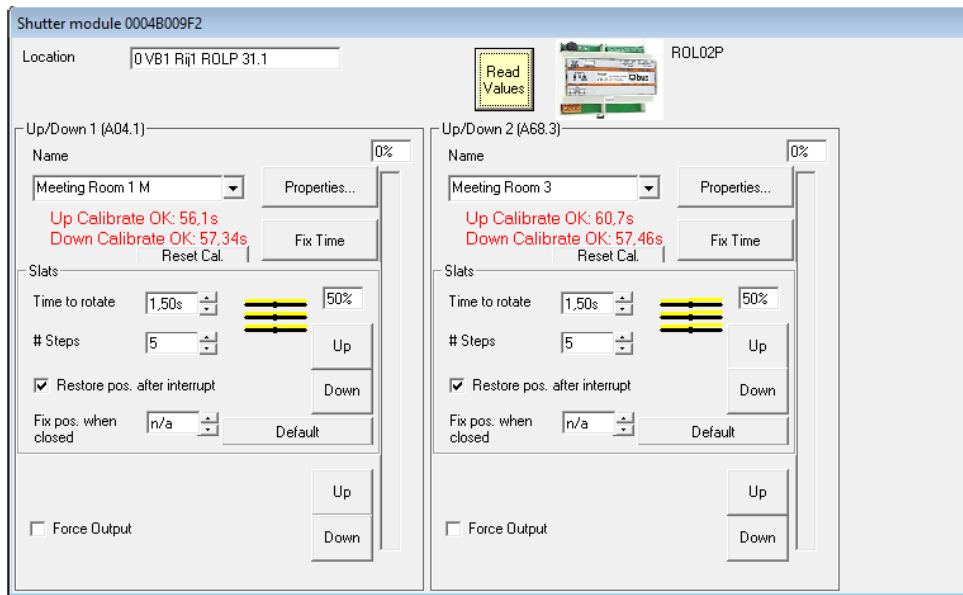 Shutter module 0004B009F2
Location
0 VB1 Rij1 ROLP 31.1
Read
Values
Qbus
ROL02P
Up/Down 1 (A04.1)
0%
Name
Meeting Room 1 M
Properties...
Up Calibrate OK: 56,1s
Down Calibrate OK: 57,34s
Fix Time
Reset Cal.
Slats
Time to rotate
1,50s
50%
# Steps
5
Up
Restore pos. after interrupt
Down
Fix pos. when
closed
n/a
Default
Up
Force Output
Down
Up/Down 2 (A68.3)
0%
Name
Meeting Room 3
Properties...
Up Calibrate OK: 60,7s
Down Calibrate OK: 57,46s
Fix Time
Reset Cal.
Slats
Time to rotate
1,50s
50%
# Steps
5
Up
Restore pos. after interrupt
Down
Fix pos. when
closed
n/a
Default
Up
Force Output
Down